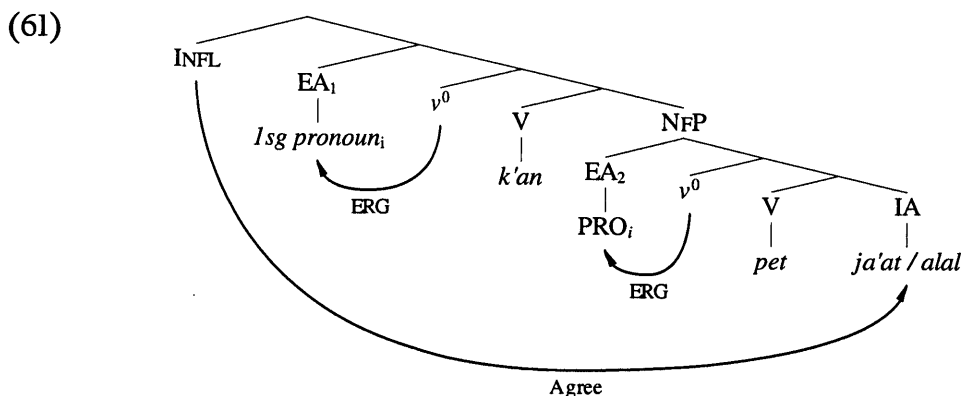 (61)
INFL
EA₁
v⁰
1sg pronounᵢ
V
NFP
k'an
EA₂
v⁰
ERG
V
IA
PROᵢ
pet
ja'at / alal
ERG
Agree